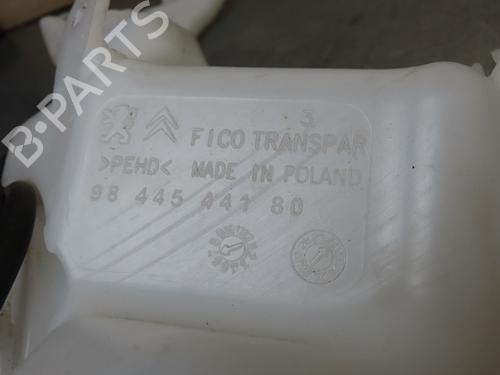 B-PARTS
3
FICO TRANSPAR
>PEHD< MADE IN POLAND
98 445 441 80